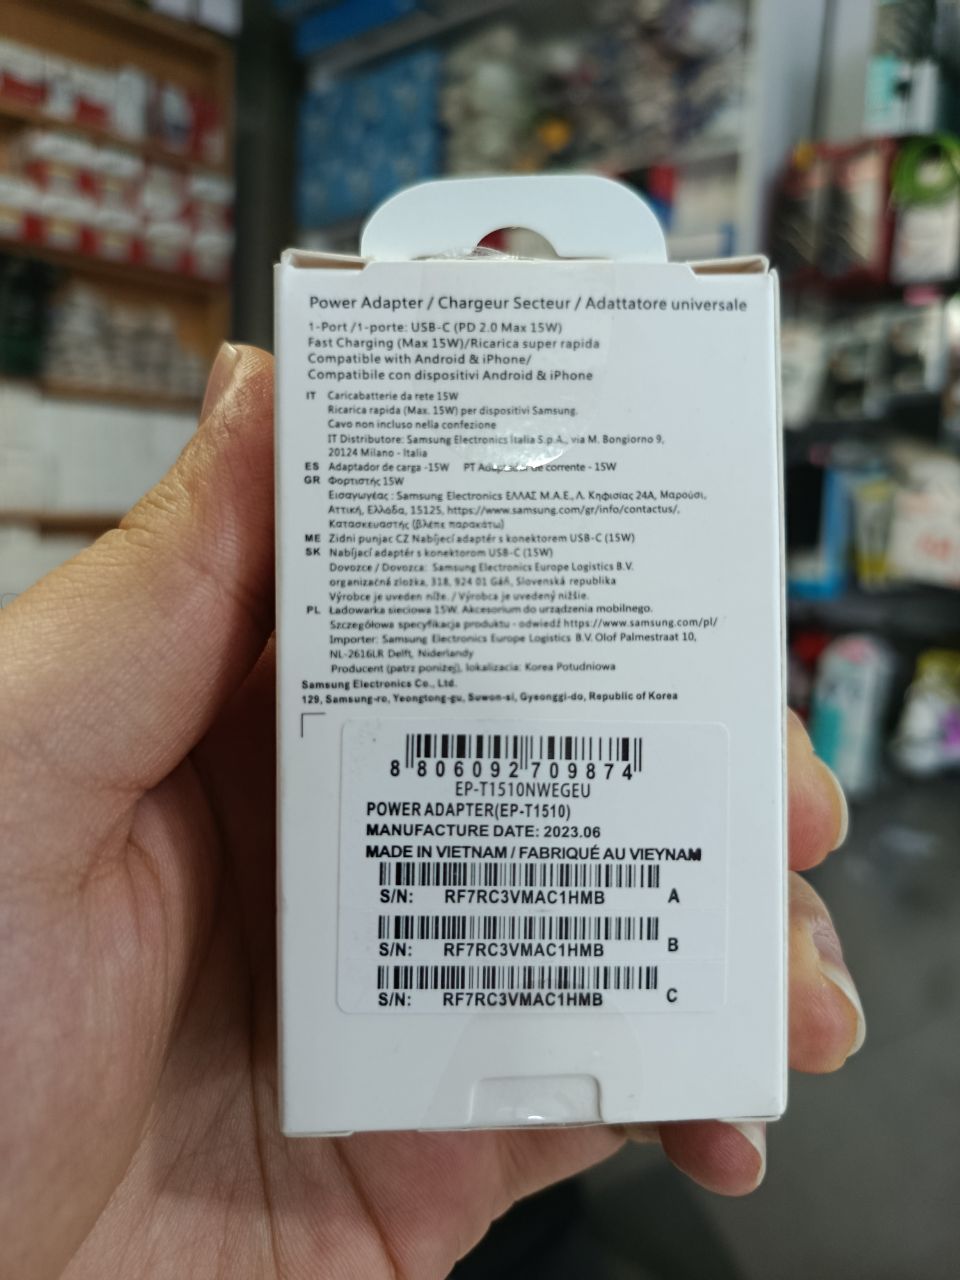 Power Adapter / Chargeur Secteur / Adattatore universale
1-Port /1-porte: USB-C (PD 2.0 Max 15W)
Fast Charging (Max 15W)/Ricarica super rapida
Compatible with Android & iPhone/
Compatibile con dispositivi Android & iPhone
IT Caricabatterie da rete 15W
Ricarica rapida (Max. 15W) per dispositivi Samsung.
Cavo non incluso nella confezione
IT Distributore: Samsung Electronics Italia S.p.A., via M. Bongiorno 9,
20124 Milano - Italia
ES Adaptador de carga -15W PT Adaptador de corrente - 15W
GR Φορτιστής 15W
Εισαγωγέας : Samsung Electronics ΕΛΛΑΣ Μ.Α.Ε., Λ. Κηφισίας 24Α, Μαρούσι,
Αττική, Ελλάδα, 15125, https://www.samsung.com/gr/info/contactus/,
Κατασκευαστής (βλέπε παρακάτω)
ME Zidni punjac CZ Nabíjecí adaptér s konektorem USB-C (15W)
SK Nabíjací adaptér s konektorom USB-C (15W)
Dovozce / Dovozca: Samsung Electronics Europe Logistics B.V.
organizačná zložka, 318, 924 01 Gáň, Slovenská republika
Výrobce je uveden níže. / Výrobca je uvedený nižšie.
PL Ładowarka sieciowa 15W. Akcesorium do urządzenia mobilnego.
Szczegółowa specyfikacja produktu - odwiedź https://www.samsung.com/pl/
Importer: Samsung Electronics Europe Logistics B.V. Olof Palmestraat 10,
NL-2616LR Delft, Niderlandy
Producent (patrz poniżej), lokalizacia: Korea Potudniowa
Samsung Electronics Co., Ltd.
129, Samsung-ro, Yeongtong-gu, Suwon-si, Gyeonggi-do, Republic of Korea
8 806092 709874
EP-T1510NWEGEU
POWER ADAPTER(EP-T1510)
MANUFACTURE DATE: 2023.06
MADE IN VIETNAM / FABRIQUÉ AU VIEYNAM
S/N: RF7RC3VMAC1HMB A
S/N: RF7RC3VMAC1HMB B
S/N: RF7RC3VMAC1HMB C